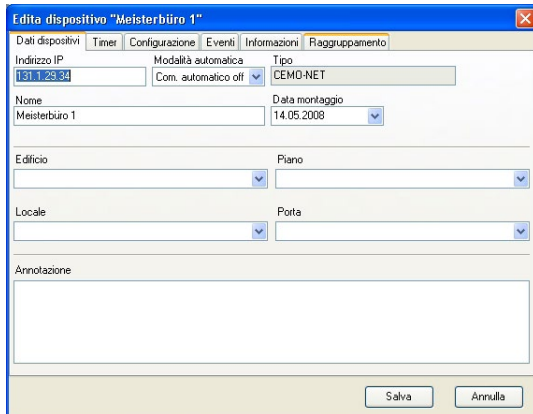 Edita dispositivo "Meisterbüro 1"
Dati dispositivi Timer Configurazione Eventi Informazioni Raggruppamento
Indirizzo IP Modalità automatica Tipo
131.1.29.34 Com. automatico off CEMO-NET
Nome Data montaggio
Meisterbüro 1 14.05.2008
Edificio Piano
Locale Porta
Annotazione
Salva Annulla